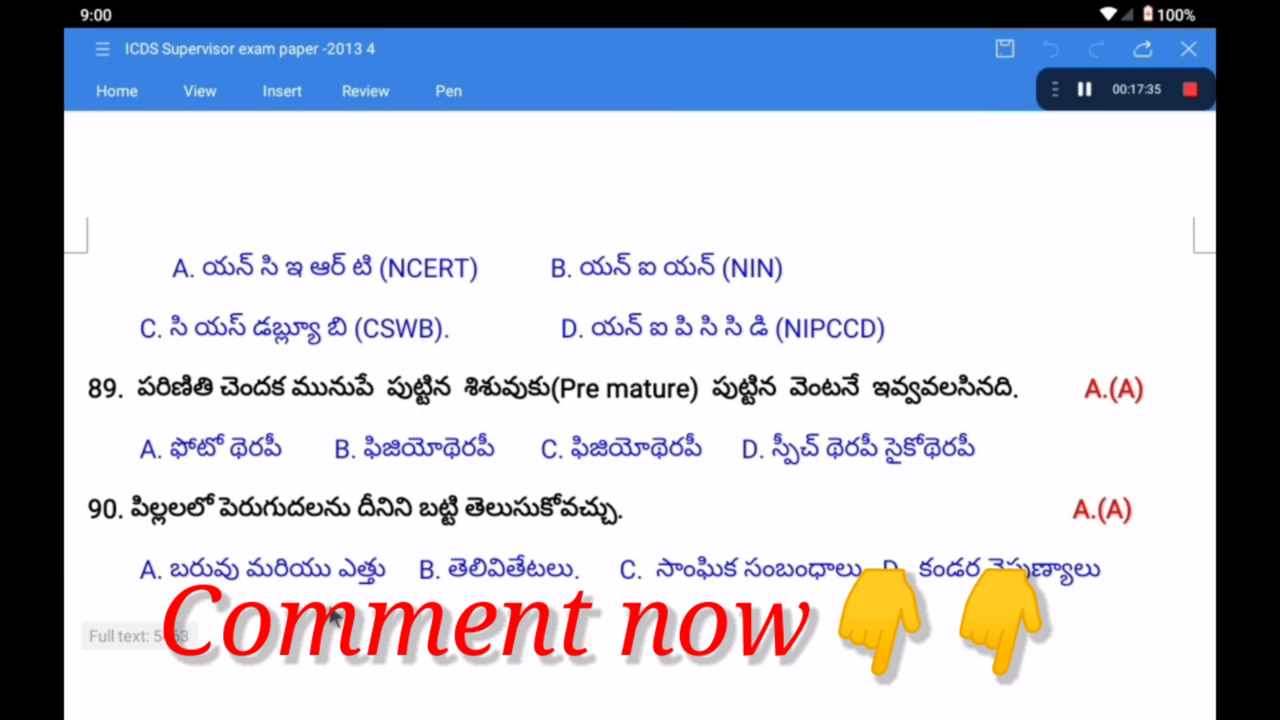 9:00 100%
ICDS Supervisor exam paper -2013 4
Home View Insert Review Pen
00:17:35
A. యన్ సి ఇ ఆర్ టి (NCERT) B. యన్ ఐ యన్ (NIN)
C. సి యస్ డబ్ల్యూ బి (CSWB). D. యన్ ఐ పి సి సి డి (NIPCCD)
89. పరిణితి చెందక మునుపే పుట్టిన శిశువుకు(Pre mature) పుట్టిన వెంటనే ఇవ్వవలసినది. A.(A)
A. ఫోటో థెరపీ B. ఫిజియోథెరపీ C. ఫిజియోథెరపీ D. స్పీచ్ థెరపీ సైకోథెరపీ
90. పిల్లలలో పెరుగుదలను దీనిని బట్టి తెలుసుకోవచ్చు. A.(A)
A. బరువు మరియు ఎత్తు B. తెలివితేటలు. C. సాంఘిక సంబంధాలు D. కండర నైపుణ్యాలు
Comment now
Full text: